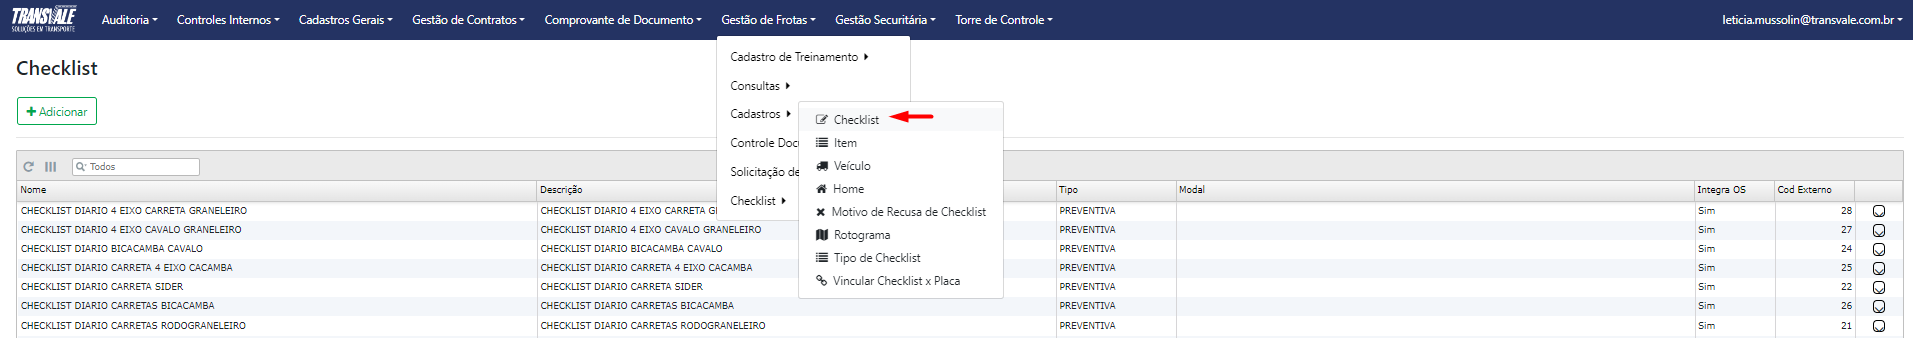 TRANSVALE
SOLUÇÕES EM TRANSPORTE
Auditoria Controles Internos Cadastros Gerais Gestão de Contratos Comprovante de Documento Gestão de Frotas Gestão Securitária Torre de Controle leticia.mussolin@transvale.com.br
Checklist
Adicionar
Cadastro de Treinamento
Consultas
Cadastros
Controle Docu
Solicitação de
Checklist
Checklist
Item
Veículo
Home
Motivo de Recusa de Checklist
Rotograma
Tipo de Checklist
Vincular Checklist x Placa
Todos
Nome Descrição Tipo Modal Integra OS Cod Externo
CHECKLIST DIARIO 4 EIXO CARRETA GRANELEIRO CHECKLIST DIARIO 4 EIXO CARRETA G PREVENTIVA Sim 28
CHECKLIST DIARIO 4 EIXO CAVALO GRANELEIRO CHECKLIST DIARIO 4 EIXO CAVALO GRANELEIRO PREVENTIVA Sim 27
CHECKLIST DIARIO BICACAMBA CAVALO CHECKLIST DIARIO BICACAMBA CAVALO PREVENTIVA Sim 24
CHECKLIST DIARIO CARRETA 4 EIXO CACAMBA CHECKLIST DIARIO CARRETA 4 EIXO CACAMBA PREVENTIVA Sim 25
CHECKLIST DIARIO CARRETA SIDER CHECKLIST DIARIO CARRETA SIDER PREVENTIVA Sim 22
CHECKLIST DIARIO CARRETAS BICACAMBA CHECKLIST DIARIO CARRETAS BICACAMBA PREVENTIVA Sim 26
CHECKLIST DIARIO CARRETAS RODOGRANELEIRO CHECKLIST DIARIO CARRETAS RODOGRANELEIRO PREVENTIVA Sim 21